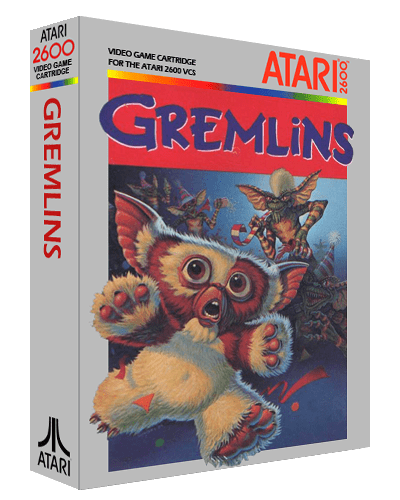 ATARI
2600
VIDEO GAME
CARTRIDGE
GREMLINS
ATARI
VIDEO GAME CARTRIDGE
FOR THE ATARI 2600 VCS
ATARI 2600
GREMLiNS